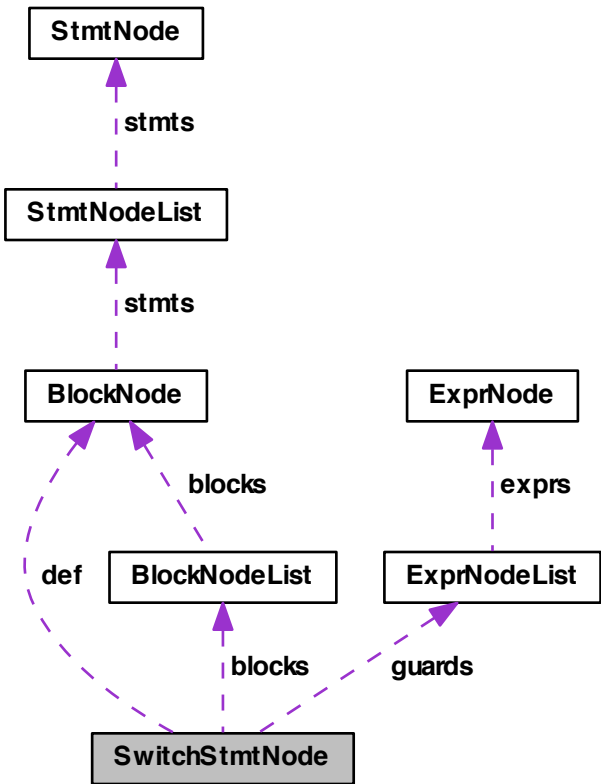 StmtNode
stmts
StmtNodeList
stmts
BlockNode
ExprNode
blocks
exprs
def
BlockNodeList
ExprNodeList
blocks
guards
SwitchStmtNode